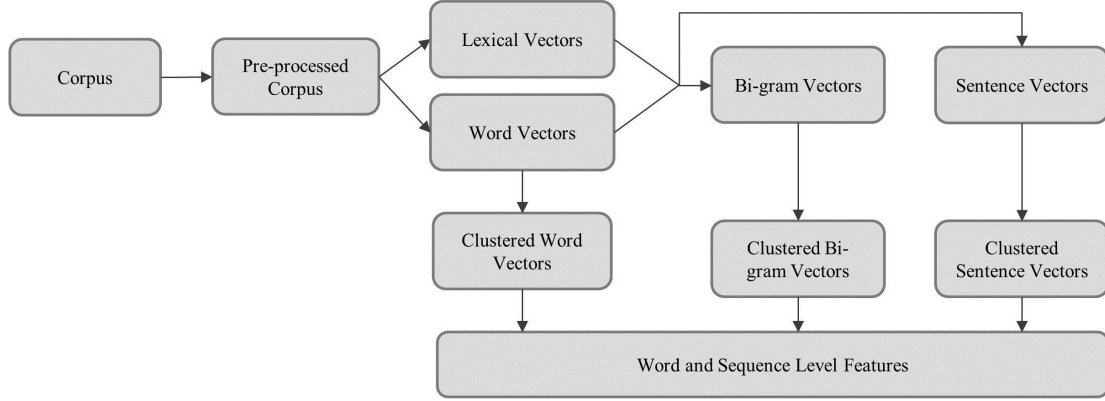 Corpus
Pre-processed
Corpus
Lexical Vectors
Word Vectors
Bi-gram Vectors
Sentence Vectors
Clustered Word
Vectors
Clustered Bi-
gram Vectors
Clustered
Sentence Vectors
Word and Sequence Level Features